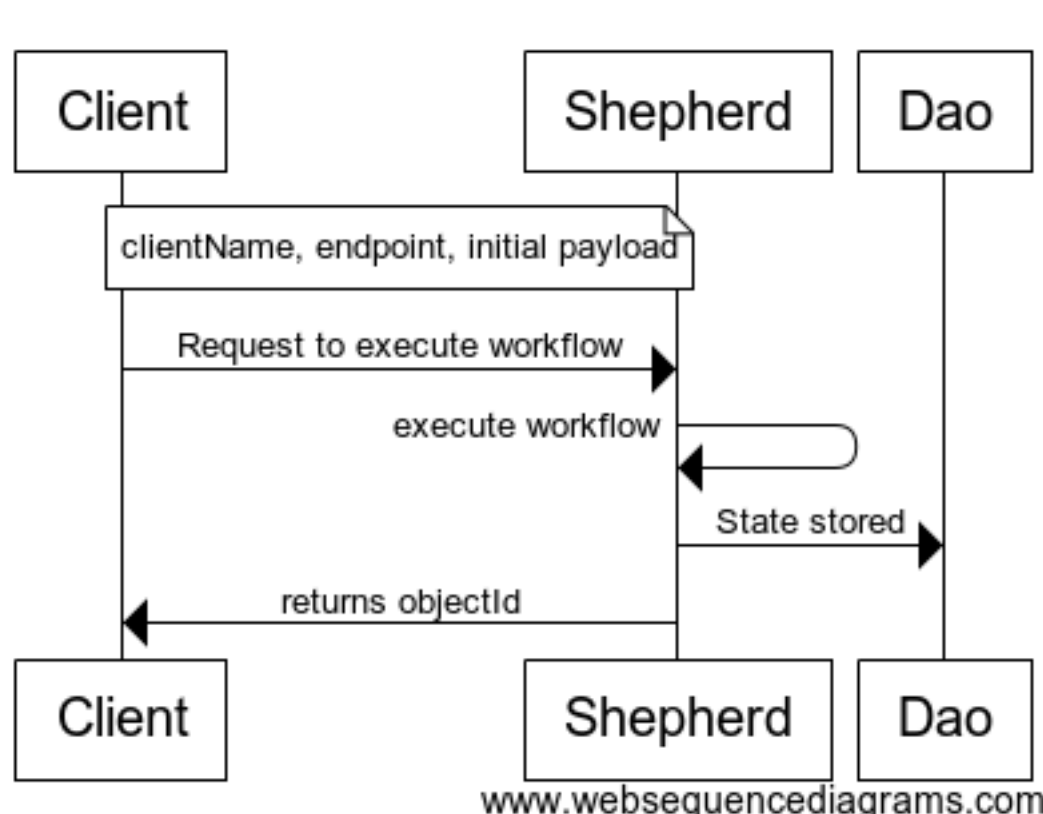 Client
Shepherd
Dao
clientName, endpoint, initial payload
Request to execute workflow
execute workflow
State stored
returns objectId
Client
Shepherd
Dao
www.websequencediagrams.com